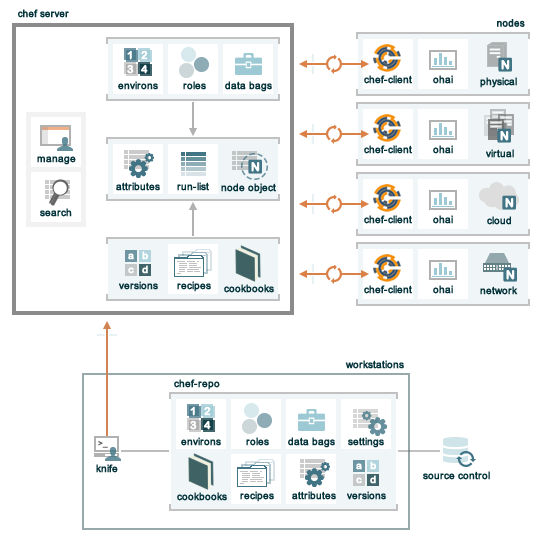 chef server
nodes
1 2
3 4
environs
roles
data bags
manage
search
attributes
run-list
N
node object
a b
c d
versions
recipes
cookbooks
chef-client
ohai
N
physical
chef-client
ohai
N
virtual
chef-client
ohai
N
cloud
chef-client
ohai
N
network
workstations
chef-repo
1 2
3 4
environs
roles
data bags
settings
>_
knife
cookbooks
recipes
attributes
a b
c d
versions
source control